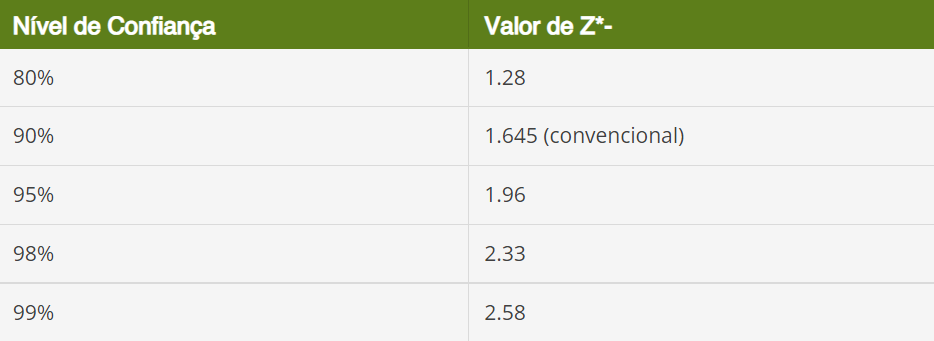 Nível de Confiança Valor de Z*-
80% 1.28
90% 1.645 (convencional)
95% 1.96
98% 2.33
99% 2.58